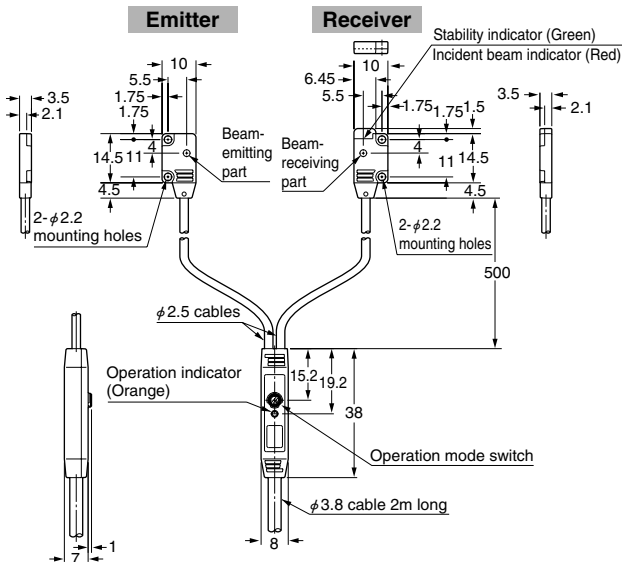 Emitter
Receiver
Stability indicator (Green)
Incident beam indicator (Red)
10
10
5.5
6.45
3.5
1.75
5.5
1.75
1.75
1.5
3.5
2.1
1.75
2.1
Beam-
emitting
part
Beam-
receiving
part
4
4
14.5
11
11
14.5
4.5
4.5
2-φ2.2
mounting holes
2-φ2.2
mounting holes
500
φ2.5 cables
Operation indicator
(Orange)
15.2
19.2
38
Operation mode switch
φ3.8 cable 2m long
1
7
8